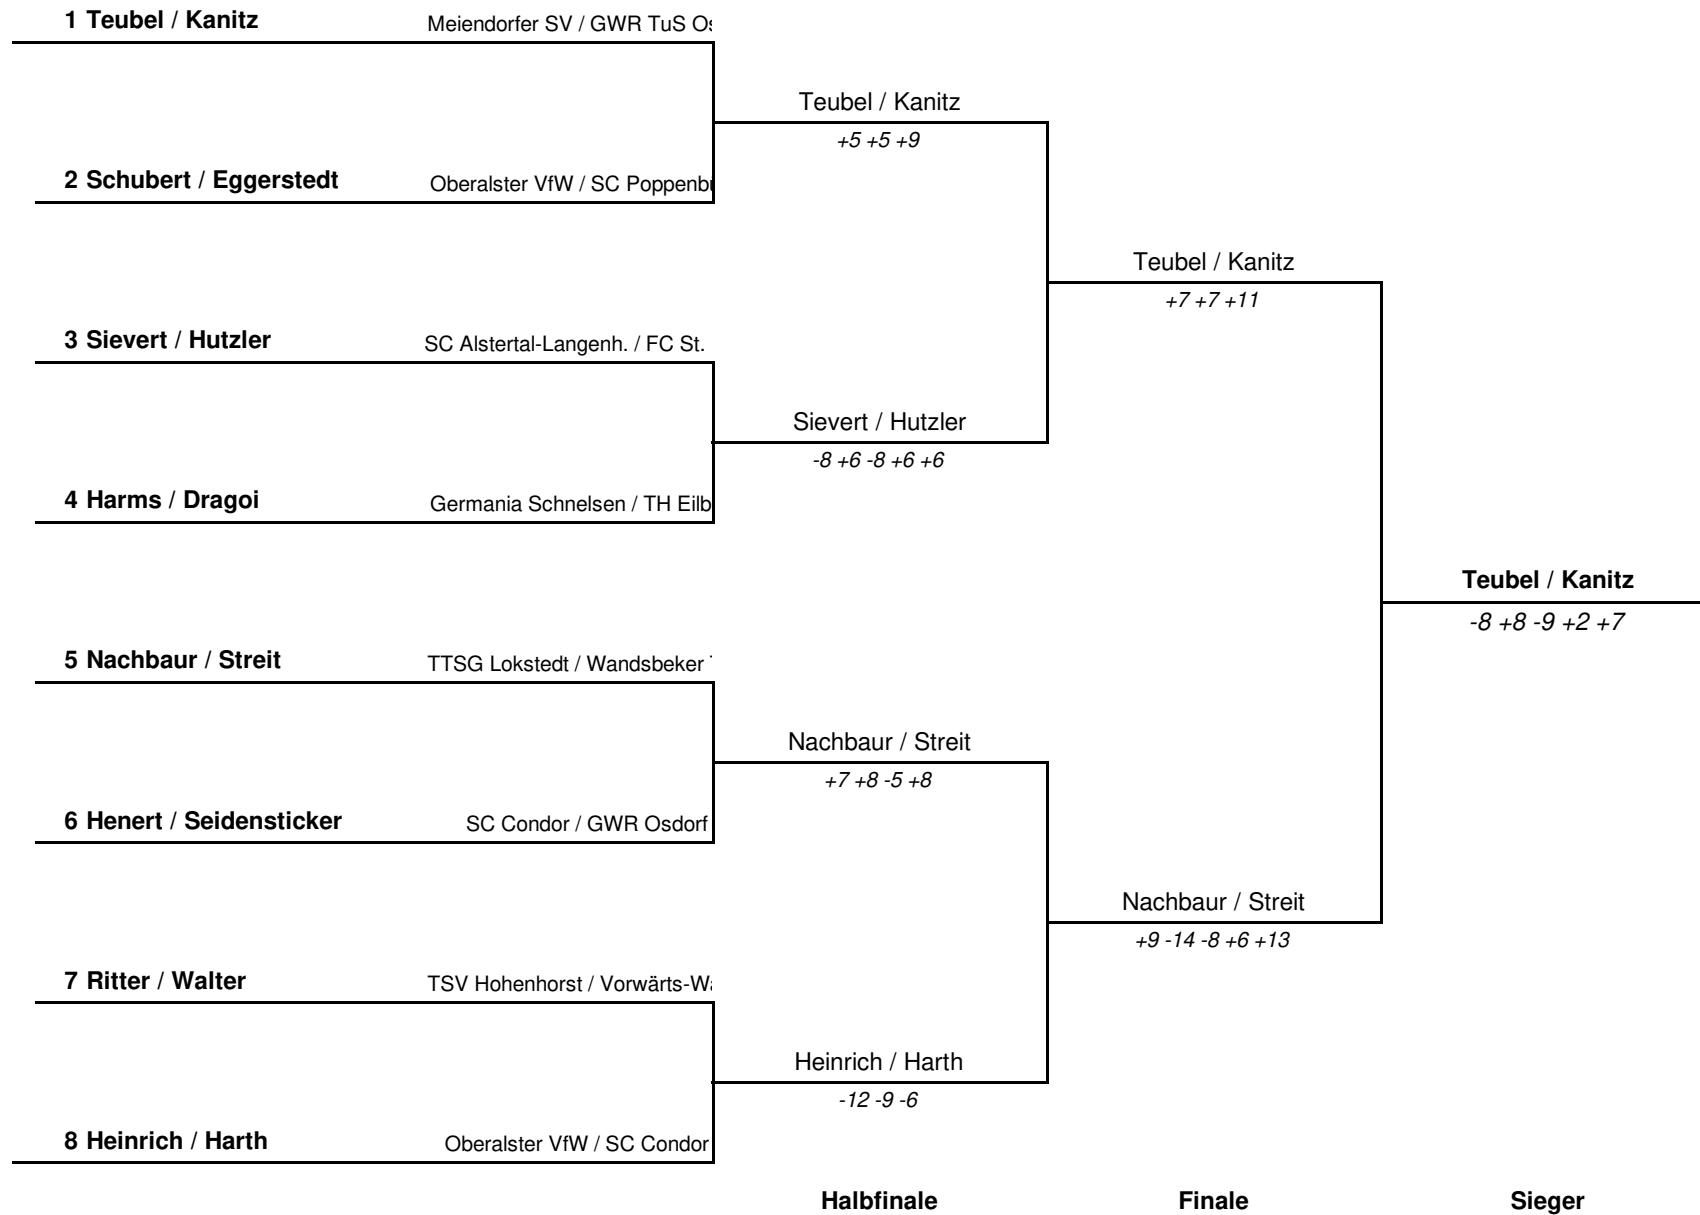 1 Teubel / Kanitz Meiendorfer SV / GWR TuS
Teubel / Kanitz
+5 +5 +9
2 Schubert / Eggerstedt Oberalster VfW / SC
Teubel / Kanitz
+7 +7 +11
3 Sievert / Hutzler SC Alstertal-Langenh. / FC St.
Sievert / Hutzler
-8 +6 -8 +6 +6
4 Harms / Dragoi Germania Schnelsen / TH
Teubel / Kanitz
-8 +8 -9 +2 +7
5 Nachbaur / Streit TTSG Lokstedt / Wandsbeker
Nachbaur / Streit
+7 +8 -5 +8
6 Henert / Seidensticker SC Condor / GWR Osdorf
Nachbaur / Streit
+9 -14 -8 +6 +13
7 Ritter / Walter TSV Hohenhorst /
Heinrich / Harth
-12 -9 -6
8 Heinrich / Harth Oberalster VfW / SC Condor
Halbfinale Finale Sieger